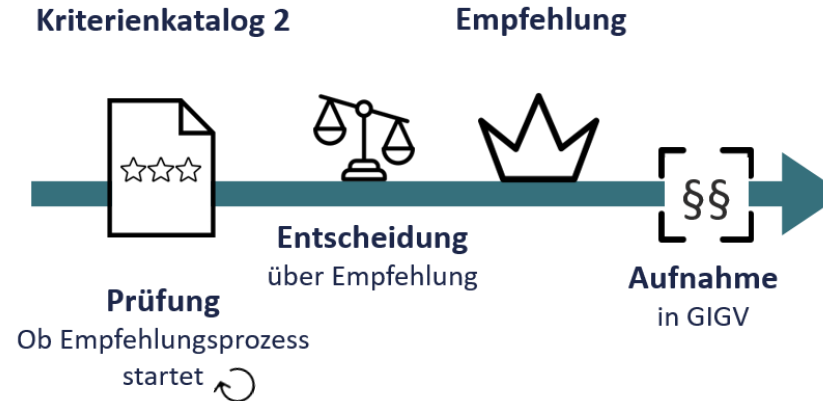 Kriterienkatalog 2
Empfehlung
§§
Entscheidung
über Empfehlung
Aufnahme
in GIGV
Prüfung
Ob Empfehlungsprozess
startet